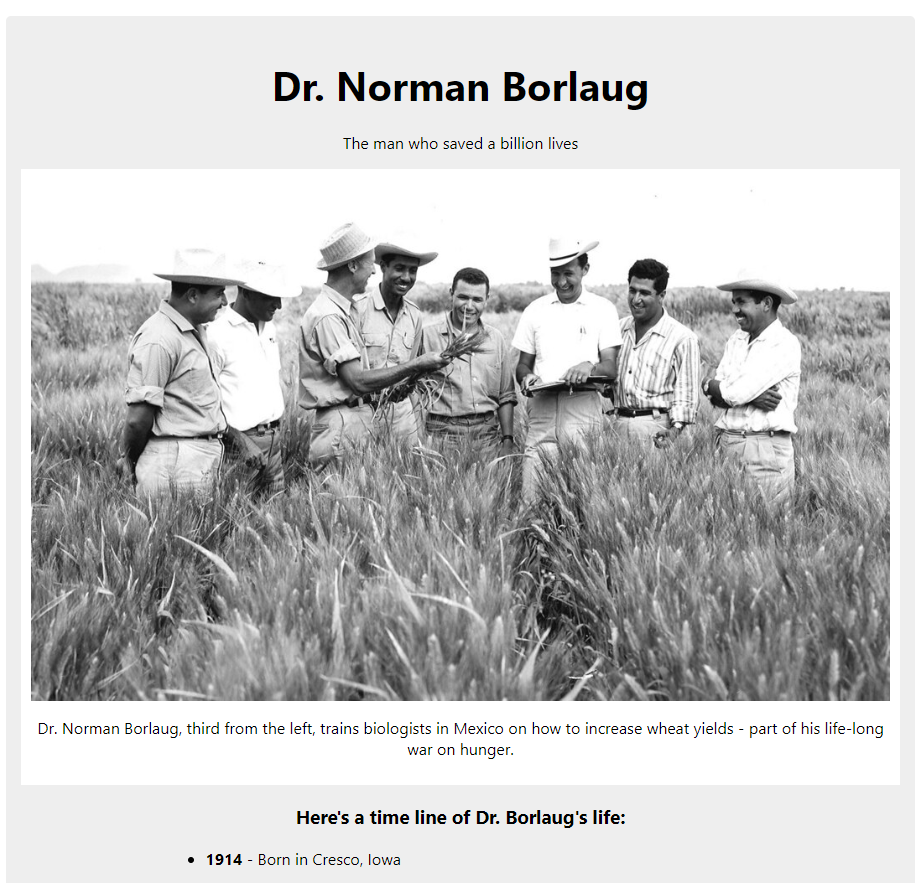 Dr. Norman Borlaug
The man who saved a billion lives
Dr. Norman Borlaug, third from the left, trains biologists in Mexico on how to increase wheat yields - part of his life-long
war on hunger.
Here's a time line of Dr. Borlaug's life:
• 1914 - Born in Cresco, Iowa